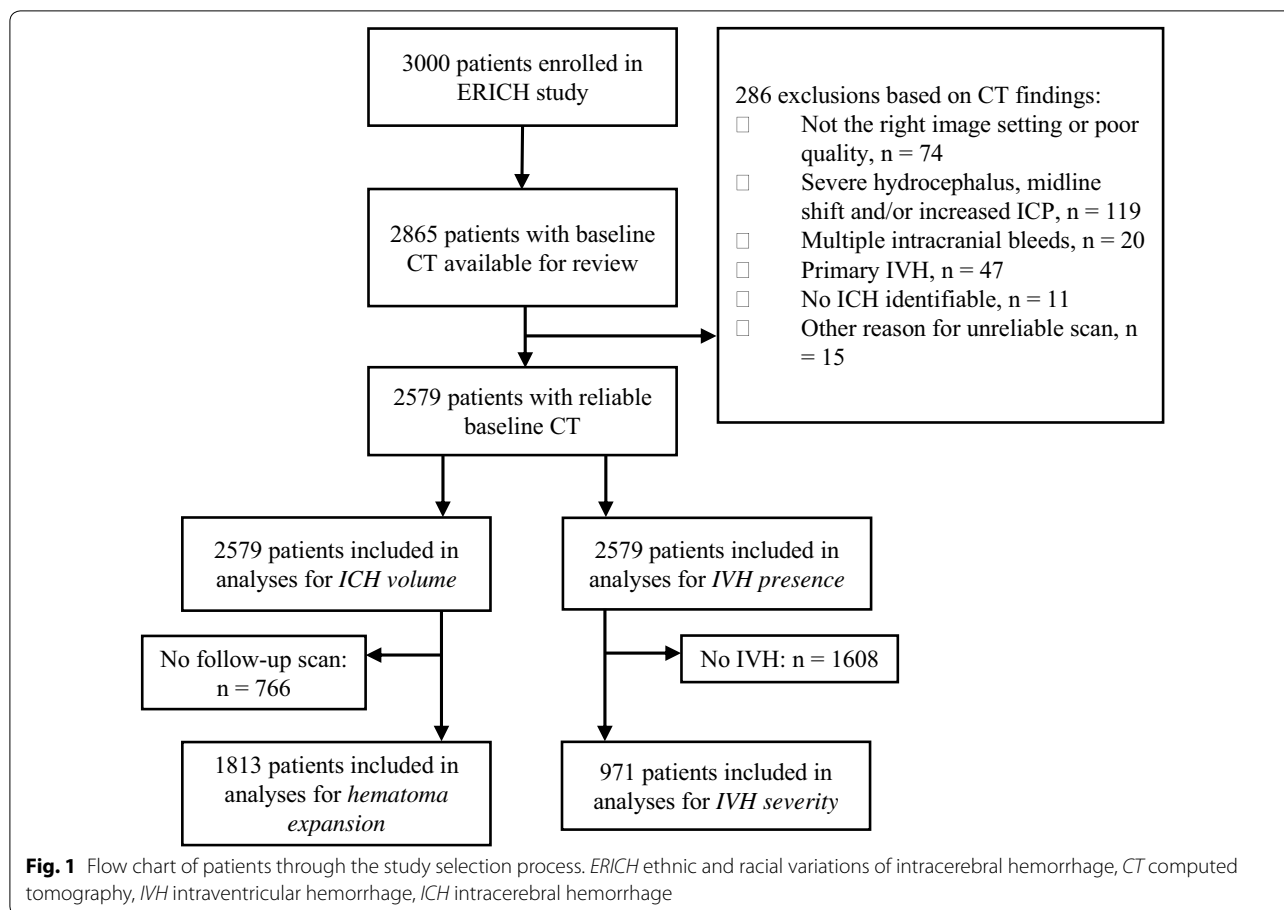 3000 patients enrolled in
ERICH study
286 exclusions based on CT findings:
Not the right image setting or poor
quality, n = 74
Severe hydrocephalus, midline
shift and/or increased ICP, n = 119
Multiple intracranial bleeds, n = 20
Primary IVH, n = 47
No ICH identifiable, n = 11
Other reason for unreliable scan, n
= 15
2865 patients with baseline
CT available for review
2579 patients with reliable
baseline CT
2579 patients included in
analyses for ICH volume
2579 patients included in
analyses for IVH presence
No follow-up scan:
n = 766
No IVH: n = 1608
1813 patients included in
analyses for hematoma
expansion
971 patients included in
analyses for IVH severity
Fig. 1 Flow chart of patients through the study selection process. ERICH ethnic and racial variations of intracerebral hemorrhage, CT computed
tomography, IVH intraventricular hemorrhage, ICH intracerebral hemorrhage